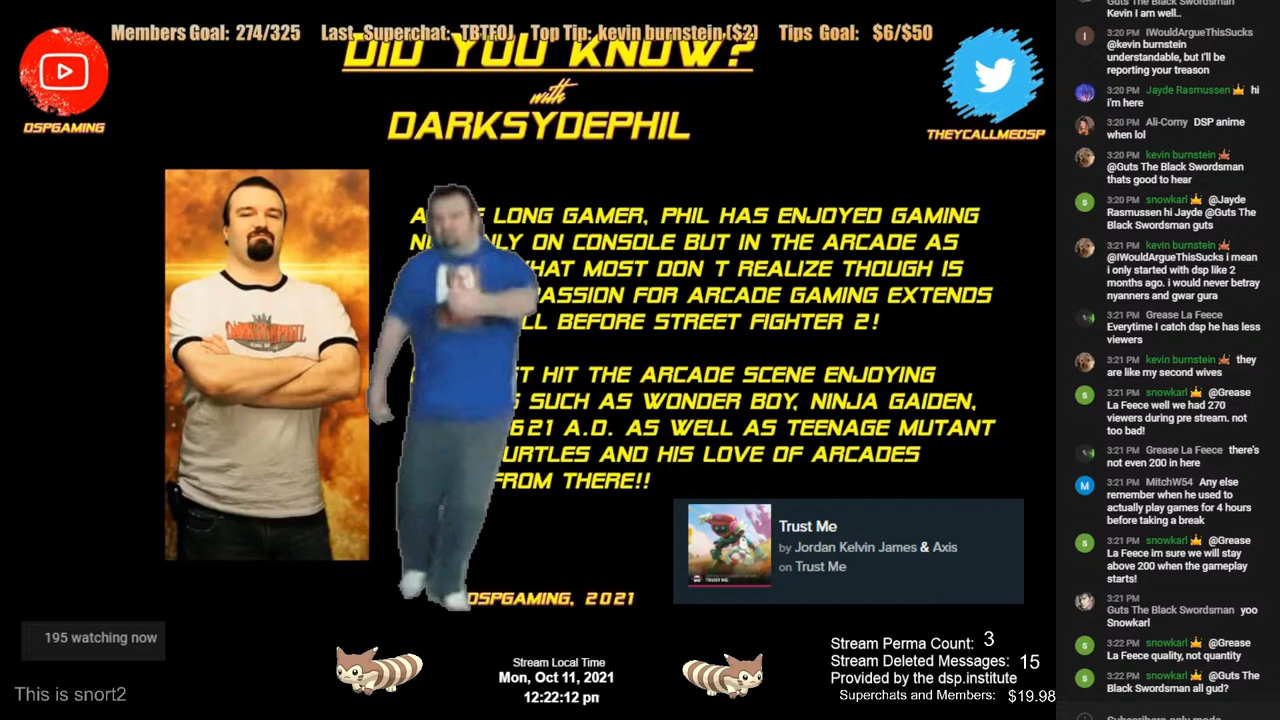 Members Goal: 274/325 Last Superchat: TBTFOJ Top Tip: kevin burnstein ($2) Tips Goal: $6/$50
DID YOU KNOW?
with
DARKSYDEPHIL
DSPGAMING
THEYCALLMEDSP
LONG GAMER, PHIL HAS ENJOYED GAMING
ON CONSOLE BUT IN THE ARCADE AS
WHAT MOST DON T REALIZE THOUGH IS
PASSION FOR ARCADE GAMING EXTENDS
BEFORE STREET FIGHTER 2!
HIT THE ARCADE SCENE ENJOYING
SUCH AS WONDER BOY, NINJA GAIDEN,
A.D. AS WELL AS TEENAGE MUTANT
TURTLES AND HIS LOVE OF ARCADES
FROM THERE!!
DSPGAMING, 2021
Trust Me
by Jordan Kelvin James & Axis
on Trust Me
TRUST ME
195 watching now
This is snort2
Stream Local Time
Mon, Oct 11, 2021
12:22:12 pm
Stream Perma Count: 3
Stream Deleted Messages: 15
Provided by the dsp.institute
Superchats and Members: $19.98
Guts The Black Swordsman
Kevin I am well..
3:20 PM IWouldArgueThisSucks
@kevin burnstein
understandable, but I'll be
reporting your treason
3:20 PM Jayde Rasmussen hi
i'm here
3:20 PM Ali-Corny DSP anime
when lol
3:20 PM kevin burnstein
@Guts The Black Swordsman
thats good to hear
3:20 PM snowkarl @Jayde
Rasmussen hi Jayde @Guts The
Black Swordsman guts
3:21 PM kevin burnstein
@IWouldArgueThisSucks i mean
i only started with dsp like 2
months ago. i would never betray
nyanners and gwar gura
3:21 PM Grease La Feece
Everytime I catch dsp he has less
viewers
3:21 PM kevin burnstein they
are like my second wives
3:21 PM snowkarl @Grease
La Feece well we had 270
viewers during pre stream. not
too bad!
3:21 PM Grease La Feece there's
not even 200 in here
3:21 PM MitchW54 Any else
remember when he used to
actually play games for 4 hours
before taking a break
3:21 PM snowkarl @Grease
La Feece im sure we will stay
above 200 when the gameplay
starts!
3:21 PM
Guts The Black Swordsman yoo
Snowkarl
3:22 PM snowkarl @Grease
La Feece quality, not quantity
3:22 PM snowkarl @Guts The
Black Swordsman all gud?
Subscribers-only mode